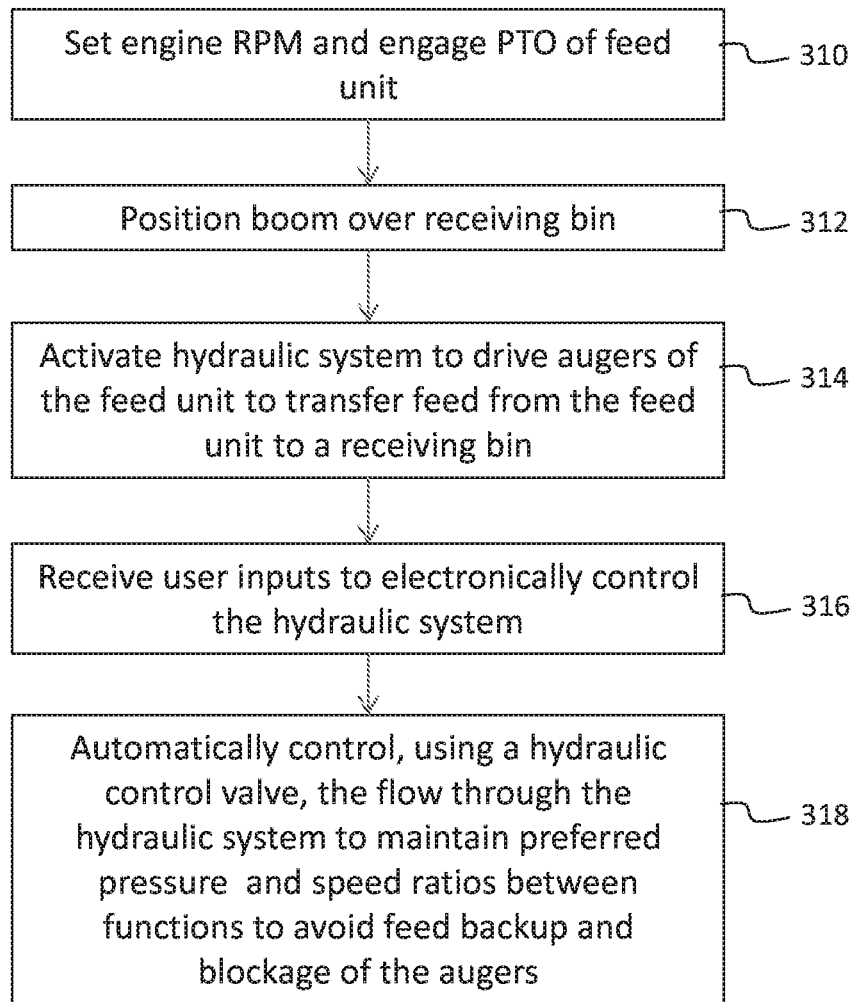 Set engine RPM and engage PTO of feed
unit
310
Position boom over receiving bin
312
Activate hydraulic system to drive augers of
the feed unit to transfer feed from the feed
unit to a receiving bin
314
Receive user inputs to electronically control
the hydraulic system
316
Automatically control, using a hydraulic
control valve, the flow through the
hydraulic system to maintain preferred
pressure and speed ratios between
functions to avoid feed backup and
blockage of the augers
318